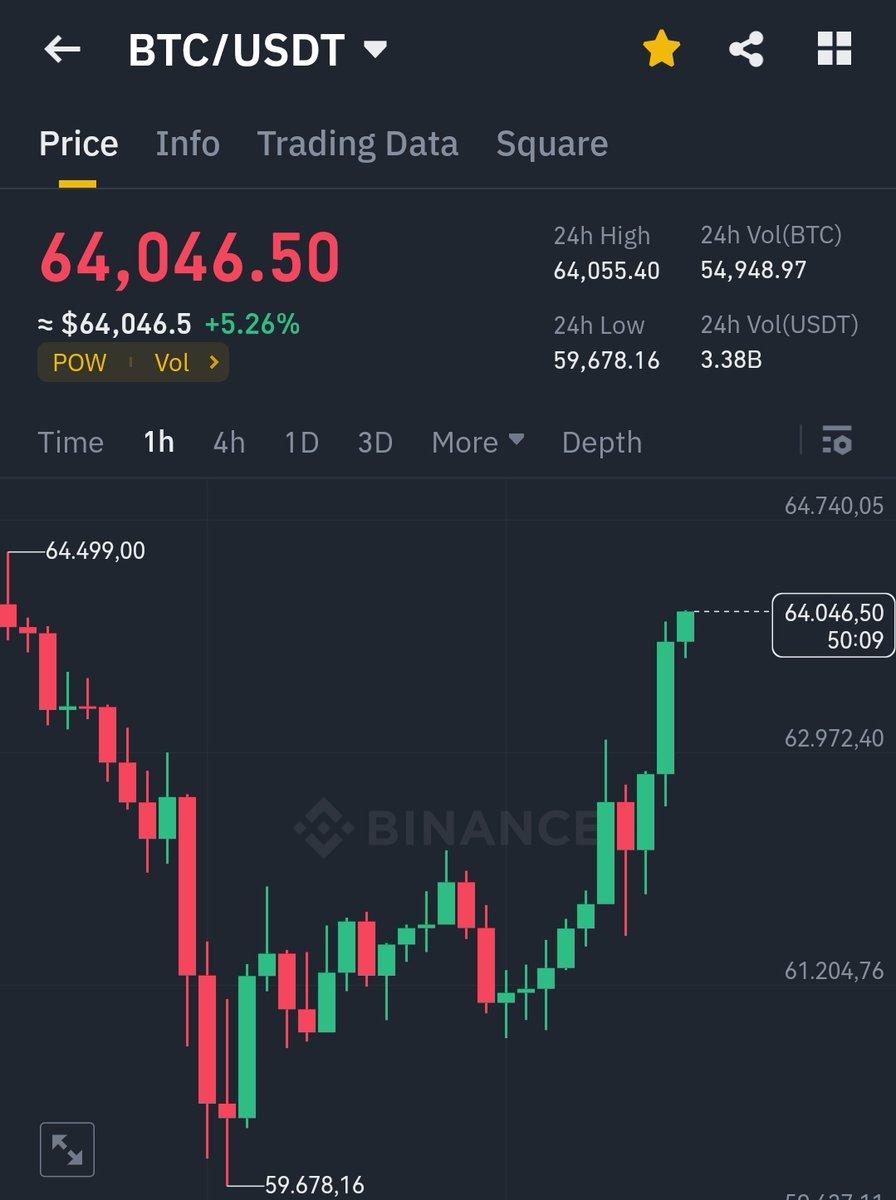 BTC/USDT
Price Info Trading Data Square
64,046.50
≈ $64,046.5 +5.26%
POW Vol
24h High
64,055.40
24h Vol(BTC)
54,948.97
24h Low
59,678.16
24h Vol(USDT)
3.38B
Time 1h 4h 1D 3D More Depth
64.740,05
64.499,00
64.046,50
50:09
62.972,40
BINANCE
61.204,76
59.678,16